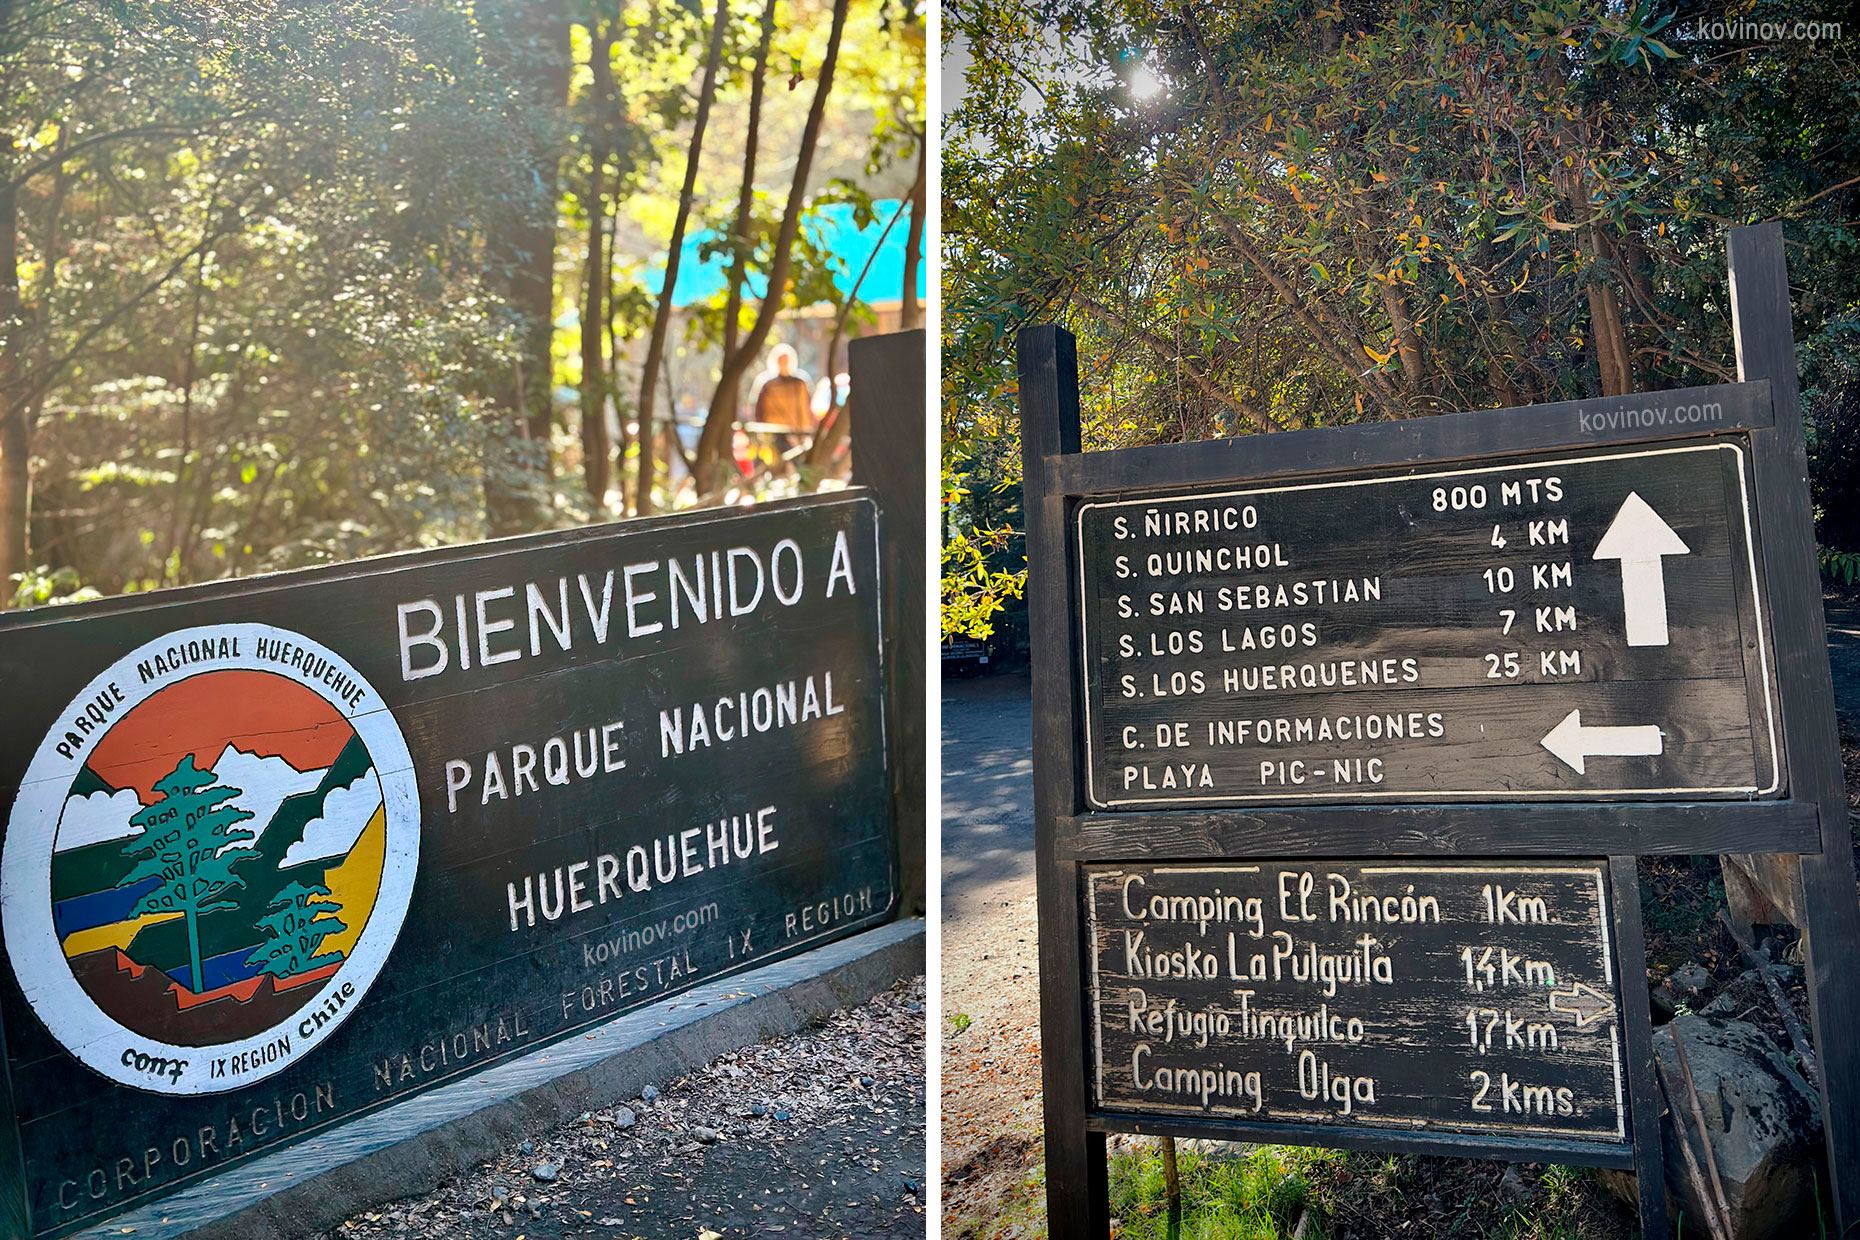 BIENVENIDO A
PARQUE NACIONAL
HUERQUEHUE
CORPORACION NACIONAL FORESTAL IX REGION
PARQUE NACIONAL HUERQUEHUE
conaf IX REGION Chile
kovinov.com
kovinov.com
kovinov.com
S. ÑIRRICO 800 MTS
S. QUINCHOL 4 KM
S. SAN SEBASTIAN 10 KM
S. LOS LAGOS 7 KM
S. LOS HUERQUENES 25 KM
C. DE INFORMACIONES
PLAYA PIC-NIC
Camping El Rincón 1Km.
Kiosko La Pulguita 1,4Km.
Refugio Tinquilco 1,7Km.
Camping Olga 2kms.